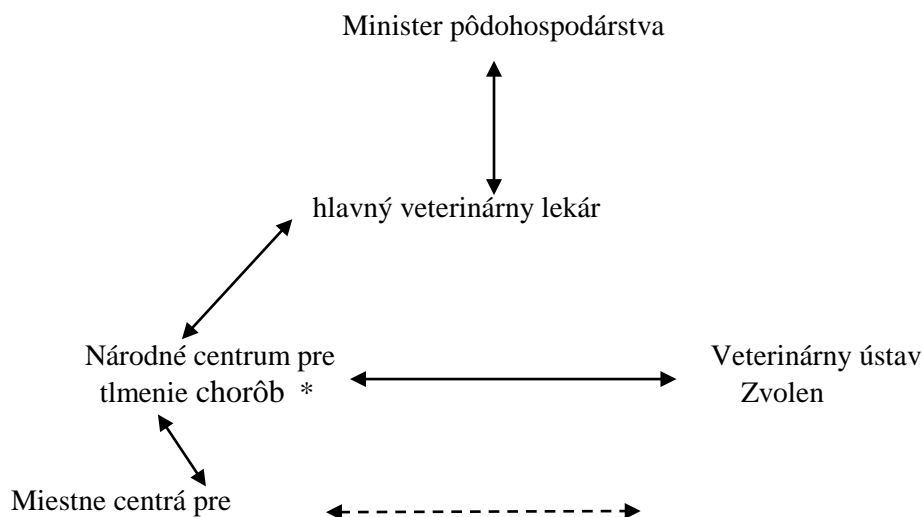 Minister pôdohospodárstva
hlavný veterinárny lekár
Národné centrum pre
tlmenie chorôb *
Veterinárny ústav
Zvolen
Miestne centrá pre